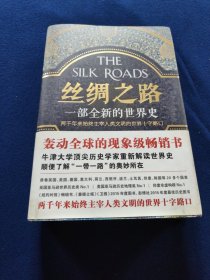 THE
SILK ROADS
丝绸之路
一部全新的世界史
两千年来始终主宰人类文明的世界十字路口
轰动全球的现象级畅销书
牛津大学顶尖历史学家重新解读世界史
顺便了解“一带一路”的奥妙所在
两千年来始终主宰人类文明的世界十字路口